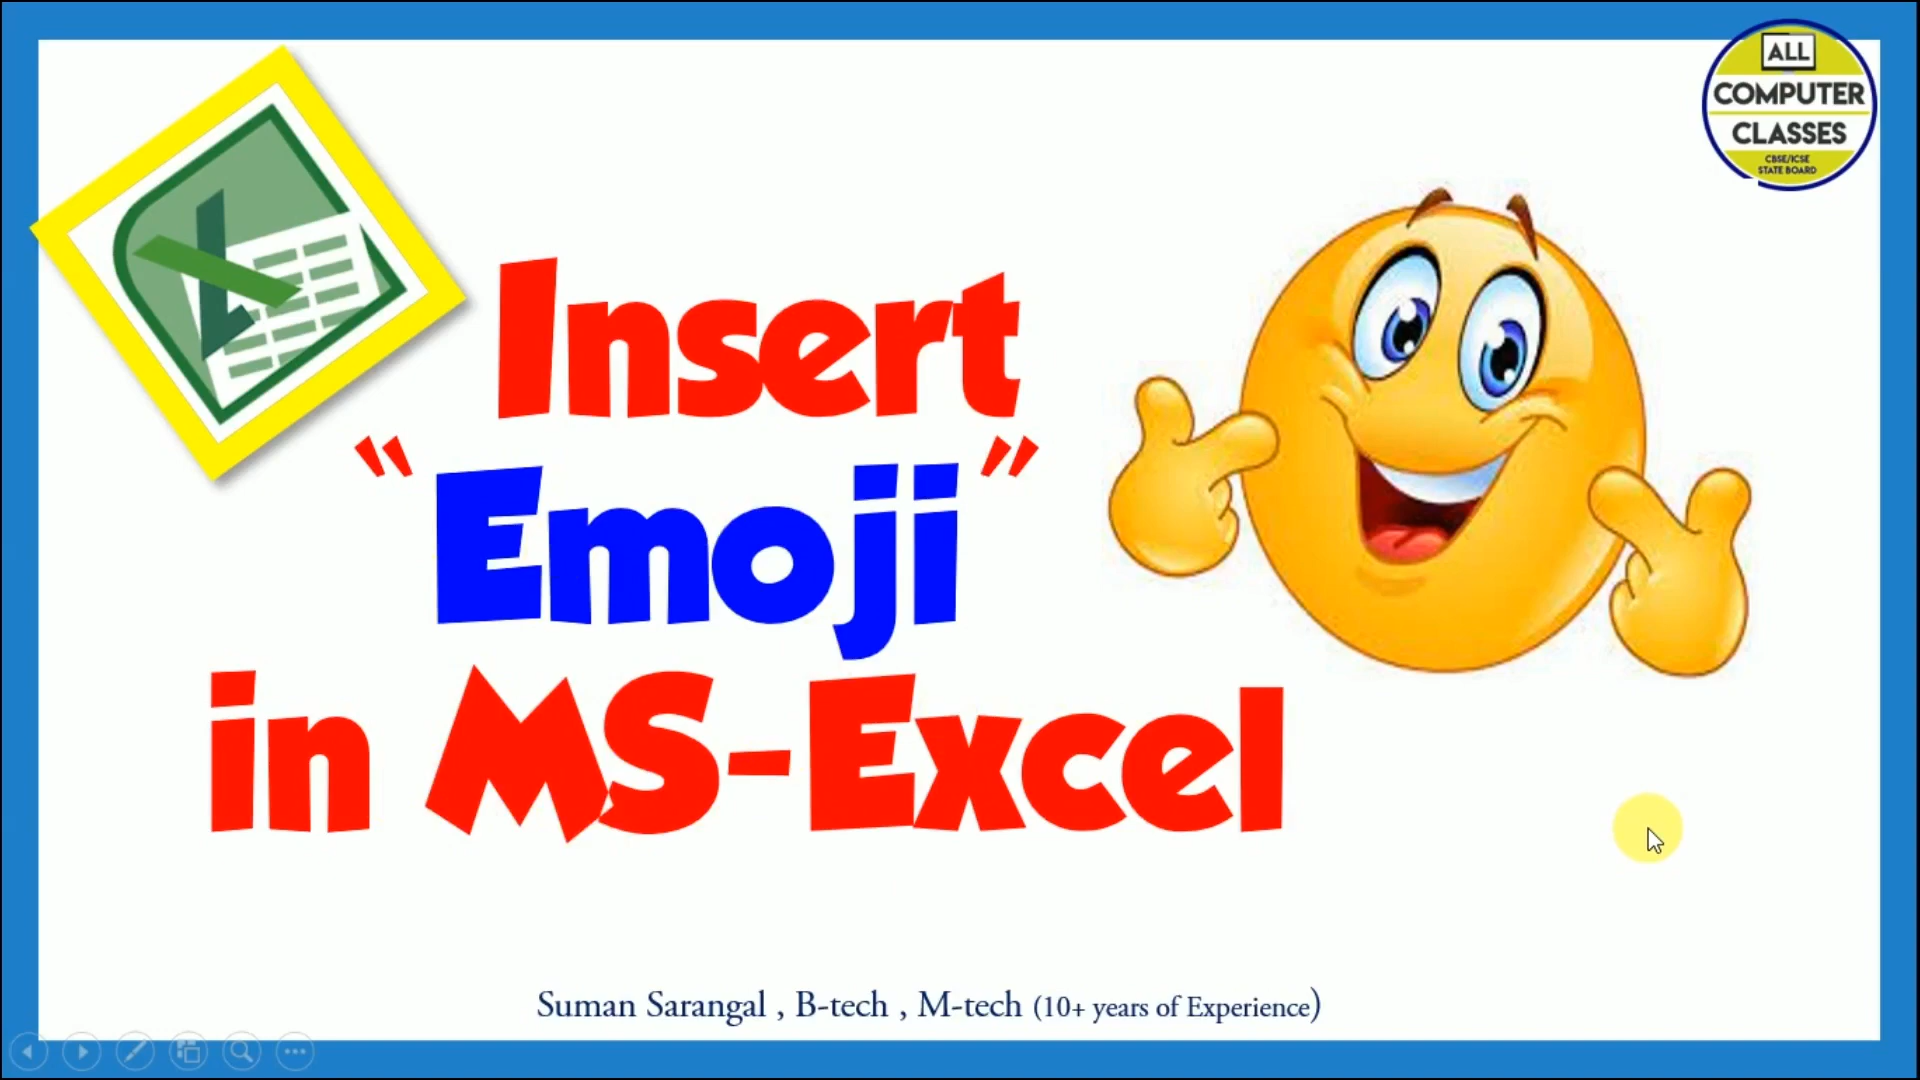 ALL
COMPUTER
CLASSES
CBSE/ICSE
STATE BOARD
Insert
“Emoji”
in MS-Excel
Suman Sarangal , B-tech , M-tech (10+ years of Experience)